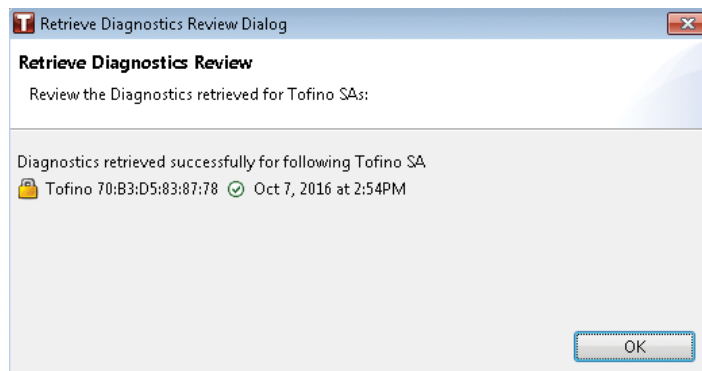 T Retrieve Diagnostics Review Dialog
Retrieve Diagnostics Review
Review the Diagnostics retrieved for Tofino SAs:
Diagnostics retrieved successfully for following Tofino SA
Tofino 70:B3:D5:83:87:78 Oct 7, 2016 at 2:54PM
OK